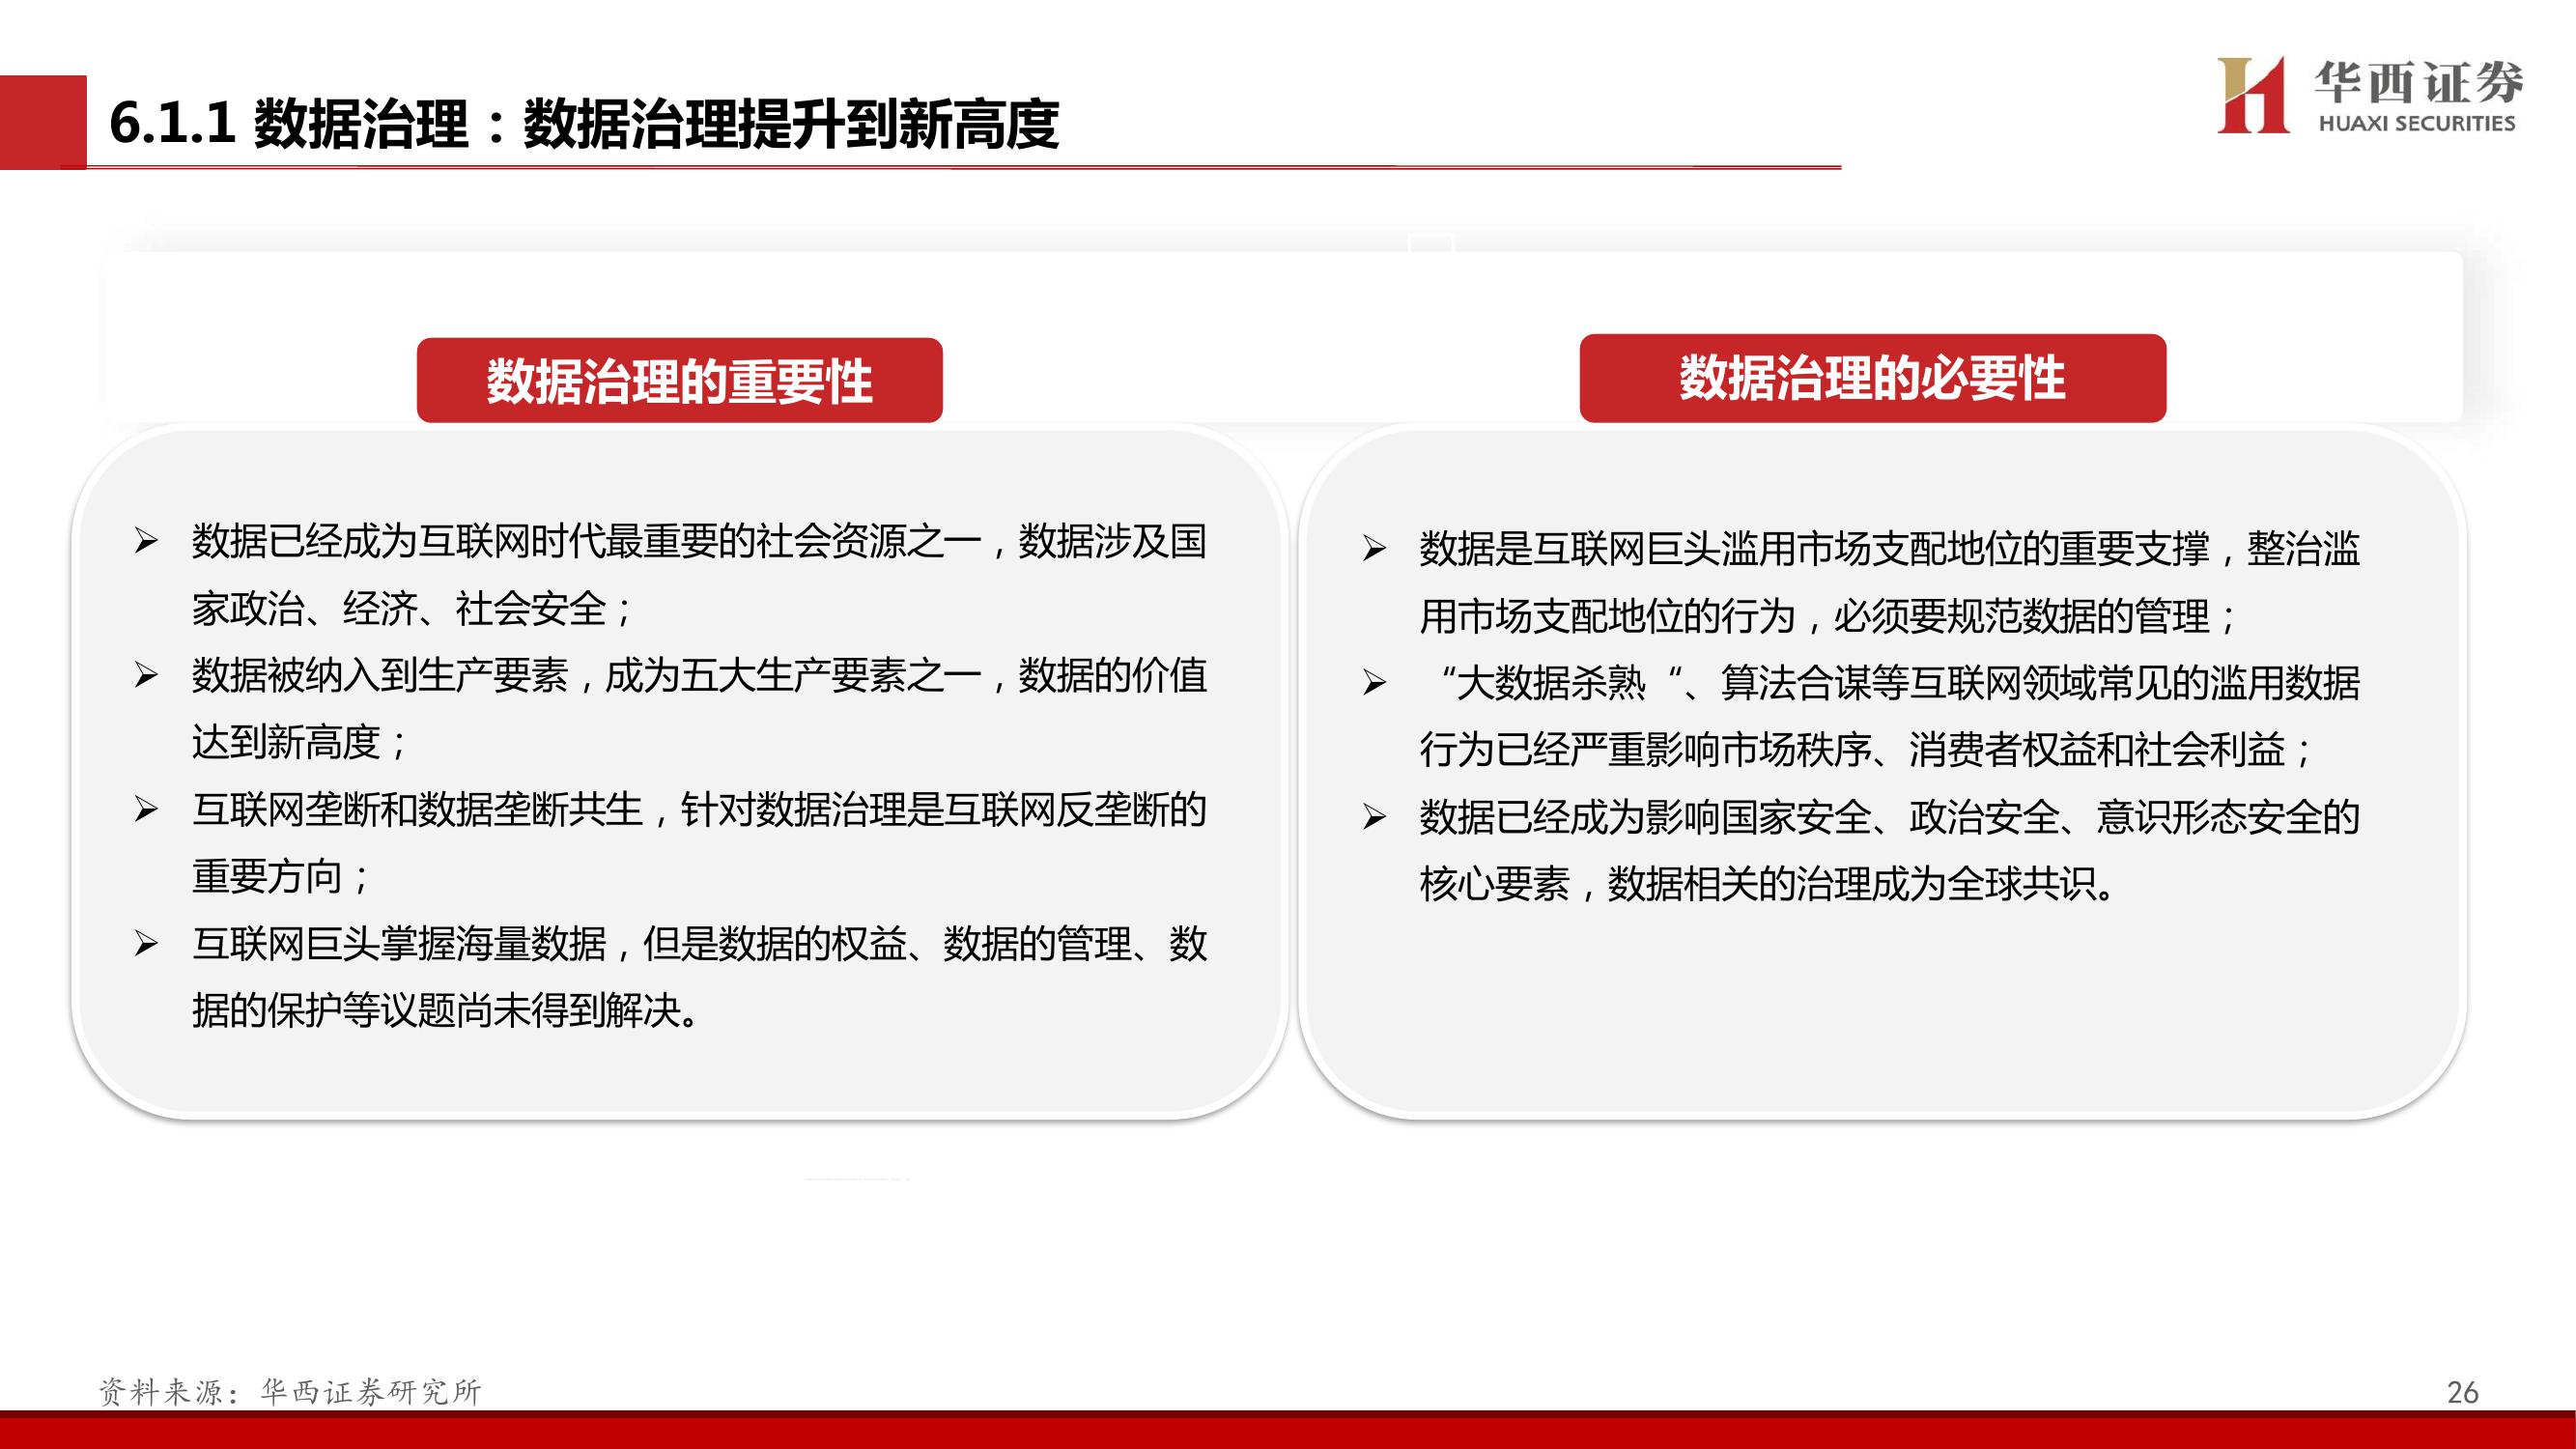 6.1.1 数据治理：数据治理提升到新高度
华西证券
HUAXI SECURITIES
数据治理的重要性
数据已经成为互联网时代最重要的社会资源之一，数据涉及国
家政治、经济、社会安全；
数据被纳入到生产要素，成为五大生产要素之一，数据的价值
达到新高度；
互联网垄断和数据垄断共生，针对数据治理是互联网反垄断的
重要方向；
互联网巨头掌握海量数据，但是数据的权益、数据的管理、数
据的保护等议题尚未得到解决。
数据治理的必要性
数据是互联网巨头滥用市场支配地位的重要支撑，整治滥
用市场支配地位的行为，必须要规范数据的管理；
“大数据杀熟“、算法合谋等互联网领域常见的滥用数据
行为已经严重影响市场秩序、消费者权益和社会利益；
数据已经成为影响国家安全、政治安全、意识形态安全的
核心要素，数据相关的治理成为全球共识。
资料来源：华西证券研究所
26